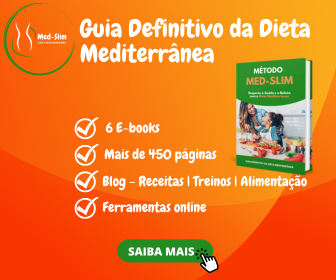 Med-Slim
Guia Definitivo da Dieta
Mediterrânea
MÉTODO
MED-SLIM
6 E-books
Mais de 450 páginas
Blog - Receitas | Treinos | Alimentação
Ferramentas online
SAIBA MAIS